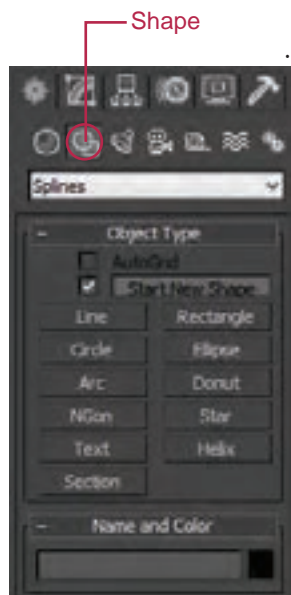 Shape
.
Splines
- Object Type
AutoGrid
Start New Shape
Line Rectangle
Circle Ellipse
Arc Donut
NGon Star
Text Helix
Section
- Name and Color